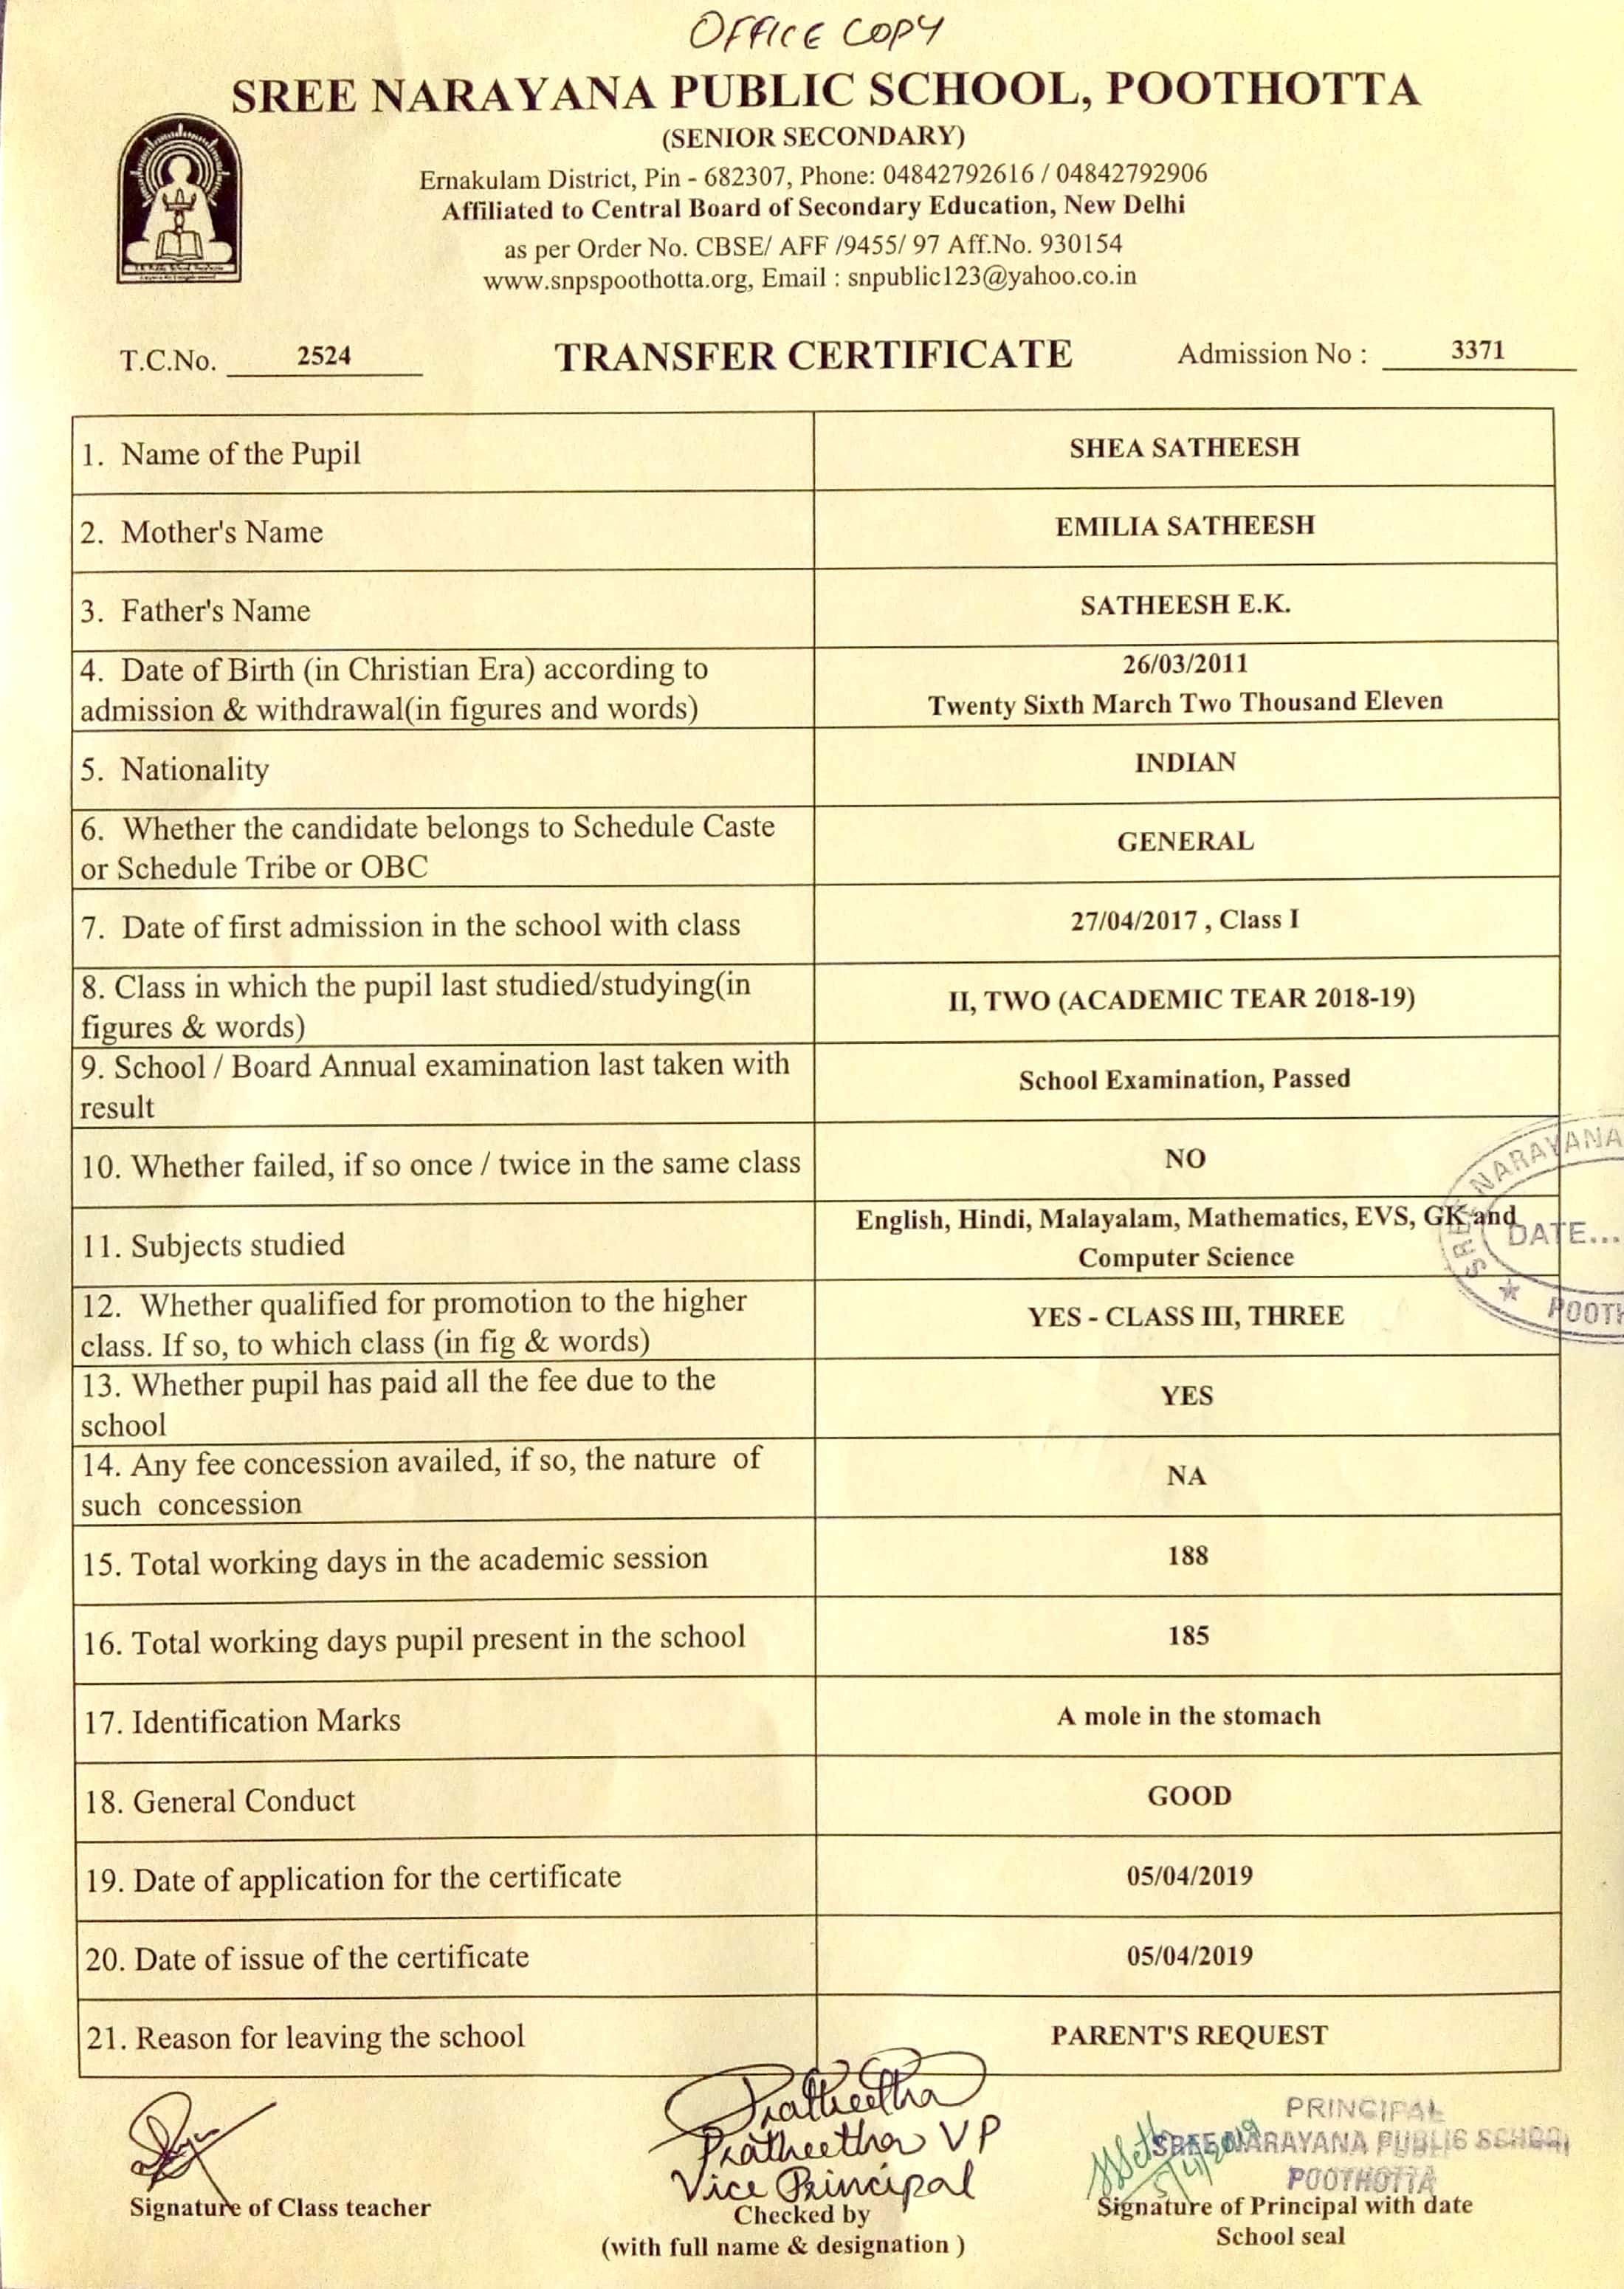 OFFICE COPY
SREE NARAYANA PUBLIC SCHOOL, POOTHOTTA
(SENIOR SECONDARY)
Ernakulam District, Pin - 682307, Phone: 04842792616 / 04842792906
Affiliated to Central Board of Secondary Education, New Delhi
as per Order No. CBSE/ AFF /9455/ 97 Aff.No. 930154
www.snpspoothotta.org, Email : snpublic123@yahoo.co.in
T.C.No. 2524 TRANSFER CERTIFICATE Admission No : 3371
1. Name of the Pupil SHEA SATHEESH
2. Mother's Name EMILIA SATHEESH
3. Father's Name SATHEESH E.K.
4. Date of Birth (in Christian Era) according to 26/03/2011
admission & withdrawal(in figures and words) Twenty Sixth March Two Thousand Eleven
5. Nationality INDIAN
6. Whether the candidate belongs to Schedule Caste
or Schedule Tribe or OBC GENERAL
7. Date of first admission in the school with class 27/04/2017 , Class I
8. Class in which the pupil last studied/studying(in
figures & words) II, TWO (ACADEMIC TEAR 2018-19)
9. School / Board Annual examination last taken with
result School Examination, Passed
10. Whether failed, if so once / twice in the same class NO
11. Subjects studied English, Hindi, Malayalam, Mathematics, EVS, GK and
Computer Science
SREE NARAYANA
DATE...
POOTH
12. Whether qualified for promotion to the higher
class. If so, to which class (in fig & words) YES - CLASS III, THREE
13. Whether pupil has paid all the fee due to the
school YES
14. Any fee concession availed, if so, the nature of
such concession NA
15. Total working days in the academic session 188
16. Total working days pupil present in the school 185
17. Identification Marks A mole in the stomach
18. General Conduct GOOD
19. Date of application for the certificate 05/04/2019
20. Date of issue of the certificate 05/04/2019
21. Reason for leaving the school PARENT'S REQUEST
Pratheetha
Pratheetha VP
Vice Principal
PRINCIPAL
SREE NARAYANA PUBLIC SCHOOL
POOTHOTTA
5/4/2019
Signature of Class teacher
Checked by
(with full name & designation )
Signature of Principal with date
School seal